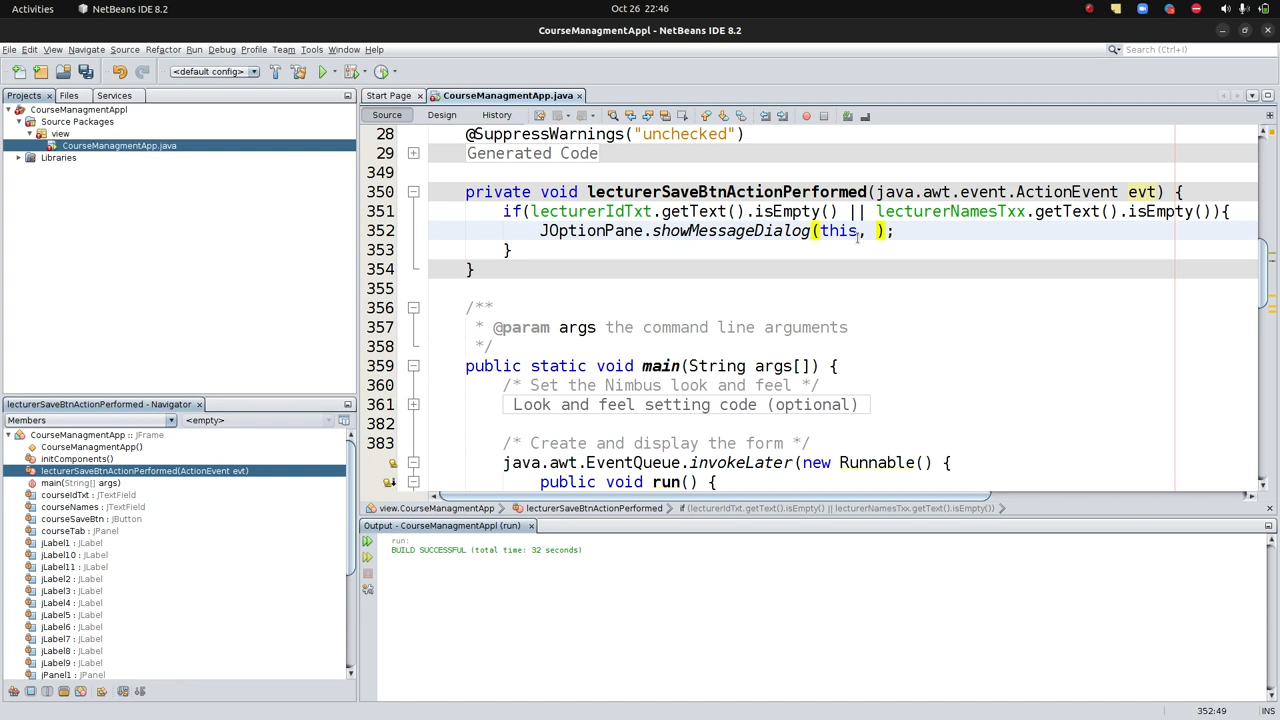 Activities NetBeans IDE 8.2 Oct 26 22:46
CourseManagmentAppl - NetBeans IDE 8.2
File Edit View Navigate Source Refactor Run Debug Profile Team Tools Window Help Search (Ctrl+I)
<default config>
Projects Files Services Start Page CourseManagmentApp.java
CourseManagmentAppl
Source Packages
view
CourseManagmentApp.java
Libraries
Source Design History
28 @SuppressWarnings("unchecked")
29 Generated Code
349
350 private void lecturerSaveBtnActionPerformed(java.awt.event.ActionEvent evt) {
351 if(lecturerIdTxt.getText().isEmpty() || lecturerNamesTxx.getText().isEmpty()){
352 JOptionPane.showMessageDialog(this, );
353 }
354 }
355
356 /**
357 * @param args the command line arguments
358 */
359 public static void main(String args[]) {
360 /* Set the Nimbus look and feel */
361 Look and feel setting code (optional)
382
383 /* Create and display the form */
java.awt.EventQueue.invokeLater(new Runnable() {
public void run() {
lecturerSaveBtnActionPerformed - Navigator
Members <empty>
CourseManagmentApp :: JFrame
CourseManagmentApp()
initComponents()
lecturerSaveBtnActionPerformed(ActionEvent evt)
main(String[] args)
courseIdTxt : JTextField
courseNames : JTextField
courseSaveBtn : JButton
courseTab : JPanel
jLabel1 : JLabel
jLabel10 : JLabel
jLabel11 : JLabel
jLabel2 : JLabel
jLabel3 : JLabel
jLabel4 : JLabel
jLabel5 : JLabel
jLabel6 : JLabel
jLabel7 : JLabel
jLabel8 : JLabel
jLabel9 : JLabel
jPanel1 : JPanel
view.CourseManagmentApp lecturerSaveBtnActionPerformed if (lecturerIdTxt.getText().isEmpty() || lecturerNamesTxx.getText().isEmpty())
Output - CourseManagmentAppl (run)
run:
BUILD SUCCESSFUL (total time: 32 seconds)
352:49 INS